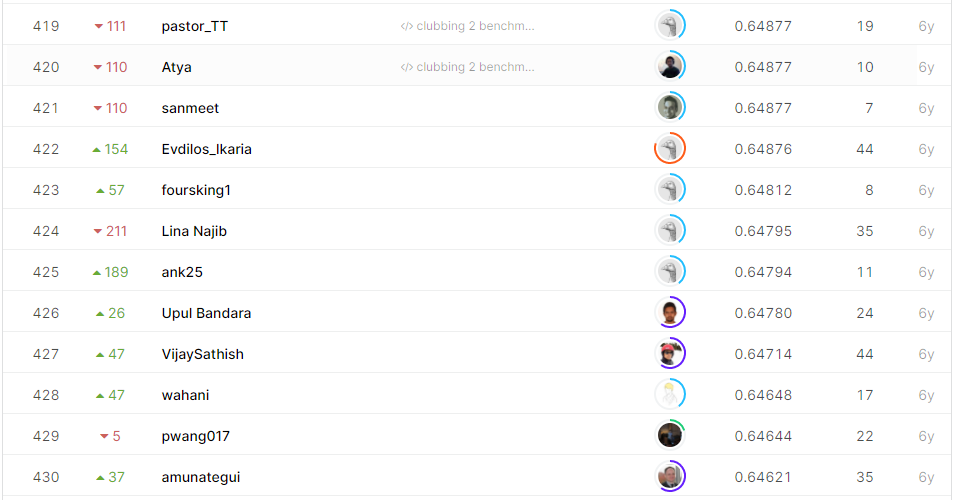 419 111 pastor_TT </> clubbing 2 benchm... 0.64877 19 6y
420 110 Atya </> clubbing 2 benchm... 0.64877 10 6y
421 110 sanmeet 0.64877 7 6y
422 154 Evdilos_Ikaria 0.64876 44 6y
423 57 foursking1 0.64812 8 6y
424 211 Lina Najib 0.64795 35 6y
425 189 ank25 0.64794 11 6y
426 26 Upul Bandara 0.64780 24 6y
427 47 VijaySathish 0.64714 44 6y
428 47 wahani 0.64648 17 6y
429 5 pwang017 0.64644 22 6y
430 37 amunategui 0.64621 35 6y